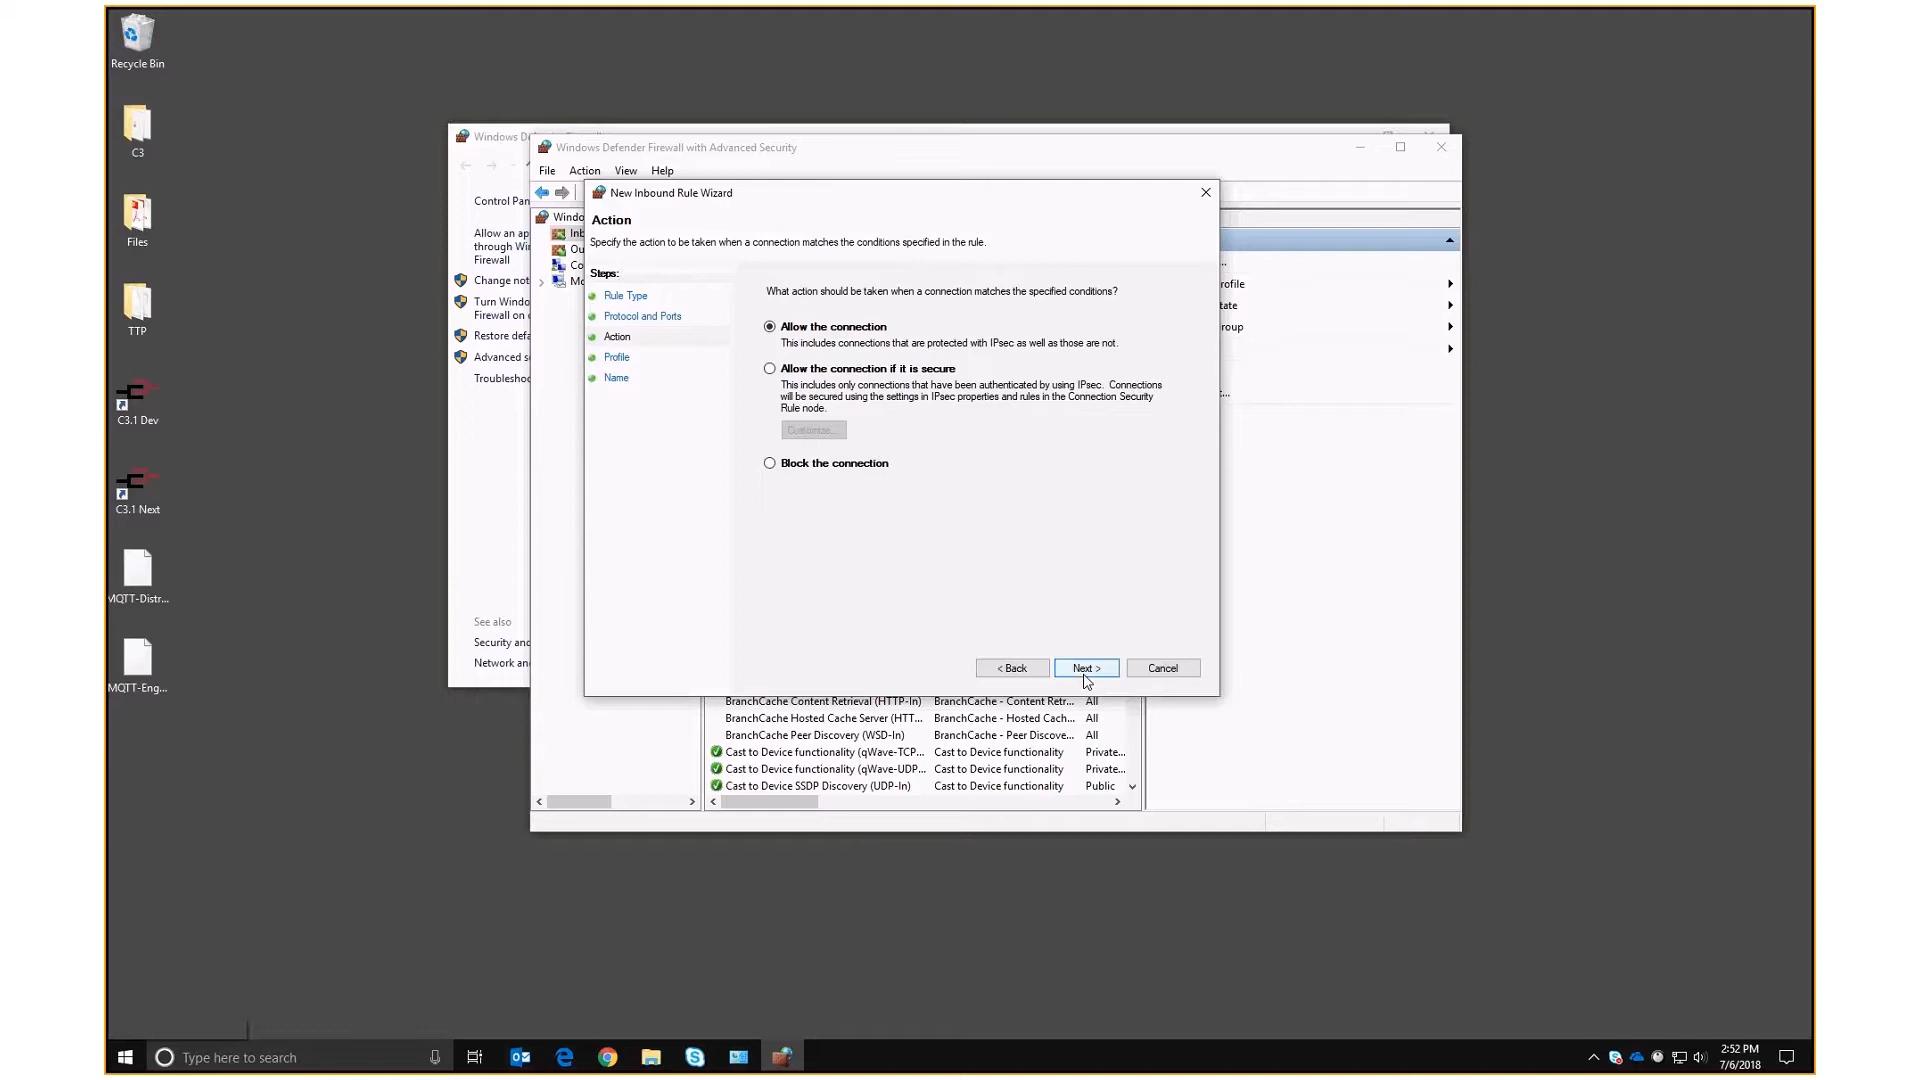 Recycle Bin
C3
Files
TTP
C3.1 Dev
C3.1 Next
MQTT-Distr...
MQTT-Eng...
Windows De
Control Pan
Allow an ap
through Win
Firewall
Change not
Turn Windo
Firewall on o
Restore defa
Advanced s
Troubleshoo
See also
Security and
Network and
Windows Defender Firewall with Advanced Security
File Action View Help
Windo
Inb
Ou
Co
Mo
New Inbound Rule Wizard
Action
Specify the action to be taken when a connection matches the conditions specified in the rule.
Steps:
Rule Type
Protocol and Ports
Action
Profile
Name
What action should be taken when a connection matches the specified conditions?
Allow the connection
This includes connections that are protected with IPsec as well as those are not.
Allow the connection if it is secure
This includes only connections that have been authenticated by using IPsec. Connections
will be secured using the settings in IPsec properties and rules in the Connection Security
Rule node.
Customize...
Block the connection
< Back Next > Cancel
rofile
tate
roup
BranchCache Content Retrieval (HTTP-In) BranchCache - Content Retr... All
BranchCache Hosted Cache Server (HTT... BranchCache - Hosted Cach... All
BranchCache Peer Discovery (WSD-In) BranchCache - Peer Discove... All
Cast to Device functionality (qWave-TCP... Cast to Device functionality Private...
Cast to Device functionality (qWave-UDP... Cast to Device functionality Private...
Cast to Device SSDP Discovery (UDP-In) Cast to Device functionality Public
Type here to search
2:52 PM
7/6/2018